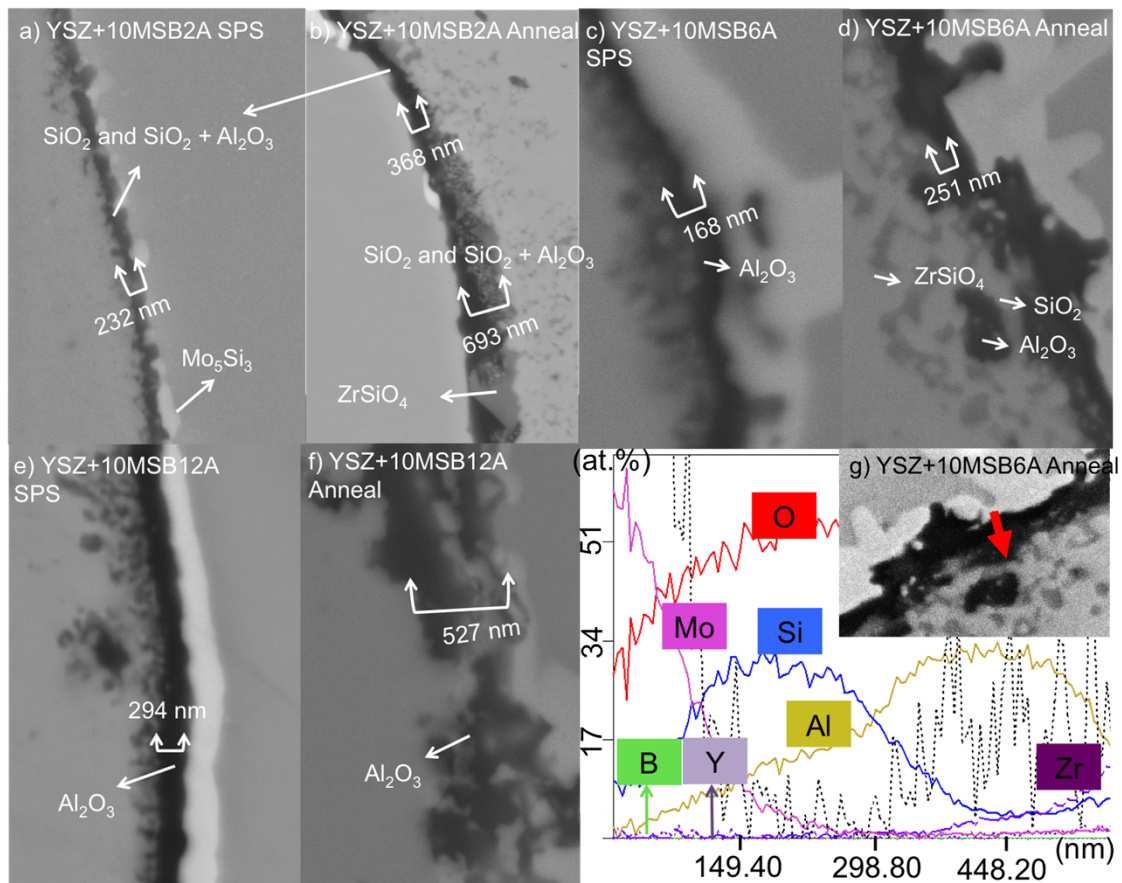 a) YSZ+10MSB2A SPS
SiO₂ and SiO₂ + Al₂O₃
232 nm
Mo₅Si₃
b) YSZ+10MSB2A Anneal
368 nm
SiO₂ and SiO₂ + Al₂O₃
693 nm
ZrSiO₄
c) YSZ+10MSB6A
SPS
168 nm
Al₂O₃
d) YSZ+10MSB6A Anneal
251 nm
ZrSiO₄
SiO₂
Al₂O₃
e) YSZ+10MSB12A
SPS
294 nm
Al₂O₃
f) YSZ+10MSB12A
Anneal
527 nm
Al₂O₃
(at.%)
g) YSZ+10MSB6A Anneal
51
34
17
O
Mo
Si
Al
B
Y
Zr
(nm)
149.40
298.80
448.20